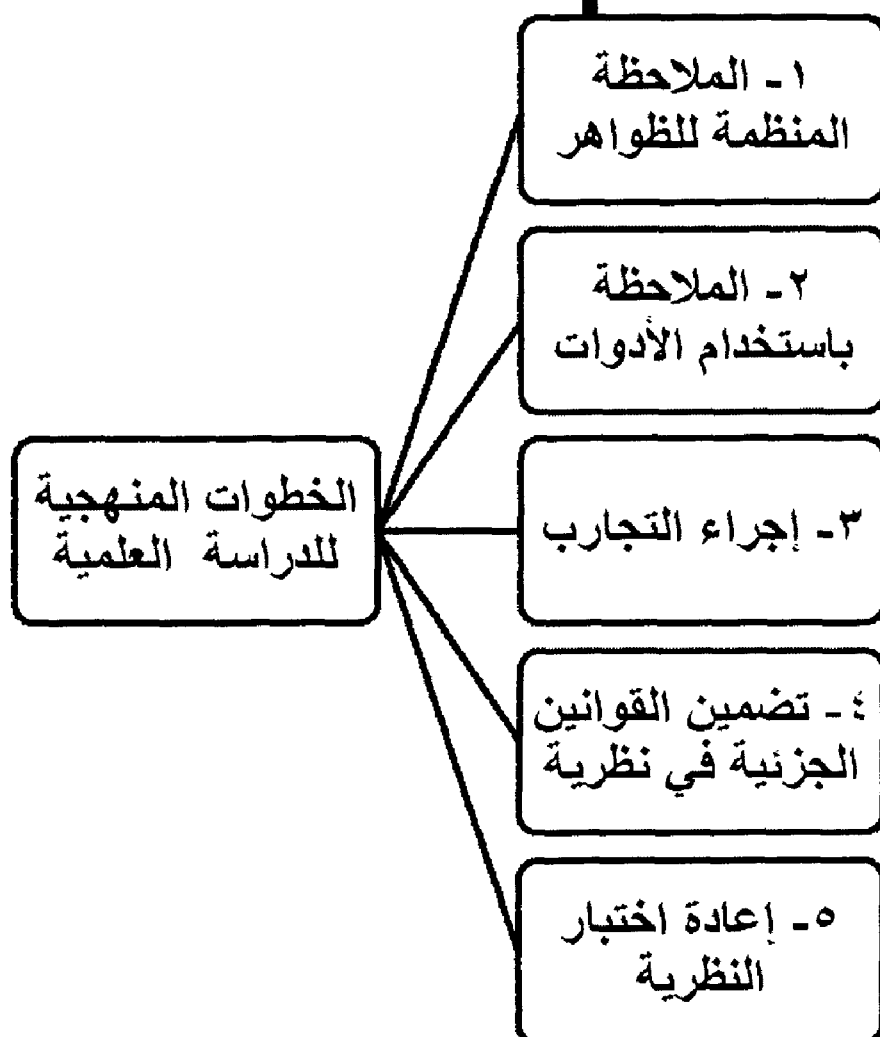 الخطوات المنهجية
للدراسة العلمية
١- الملاحظة
المنظمة للظواهر
٢- الملاحظة
باستخدام الأدوات
٣- إجراء التجارب
٤- تضمين القوانين
الجزئية في نظرية
٥- إعادة اختبار
النظرية